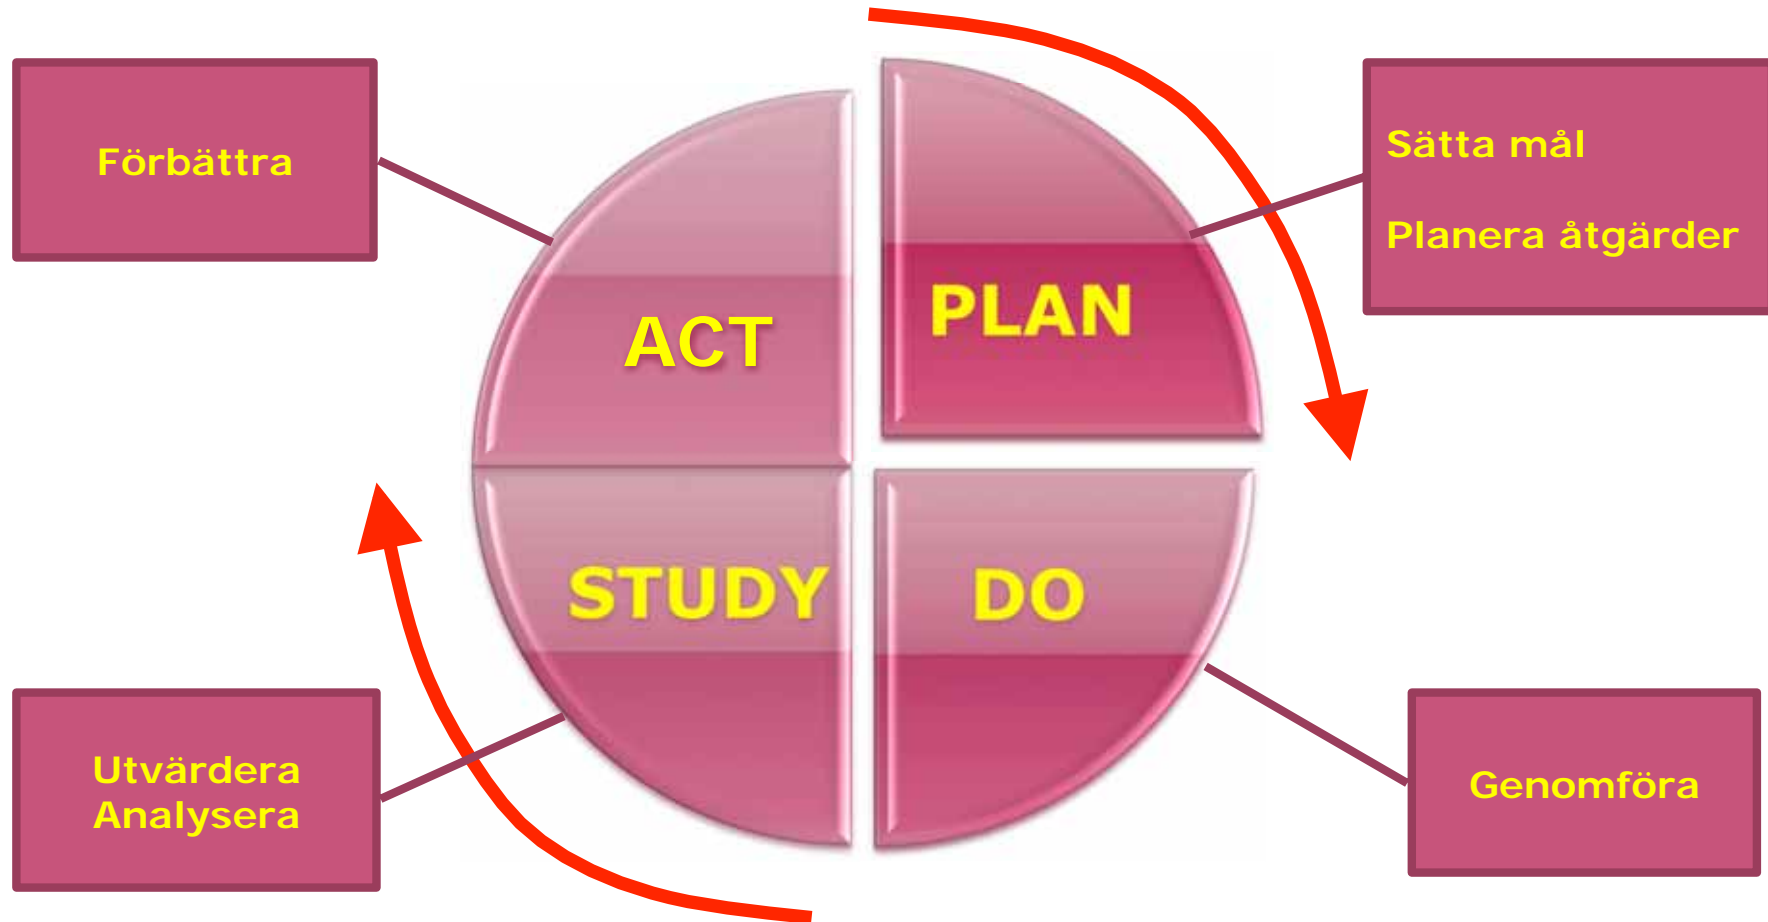 Förbättra
Sätta mål
Planera åtgärder
ACT
PLAN
STUDY
DO
Utvärdera
Analysera
Genomföra